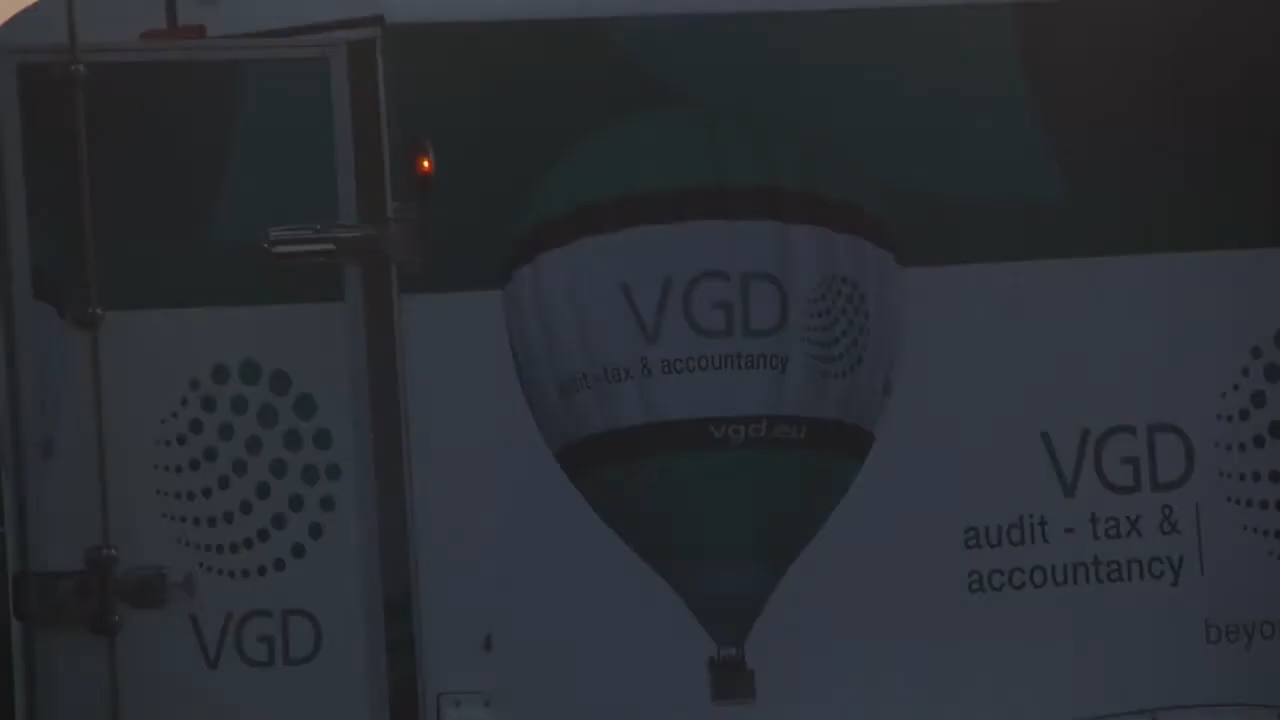 VGD
VGD
audit - tax & accountancy
vgd.eu
VGD
audit - tax &
accountancy